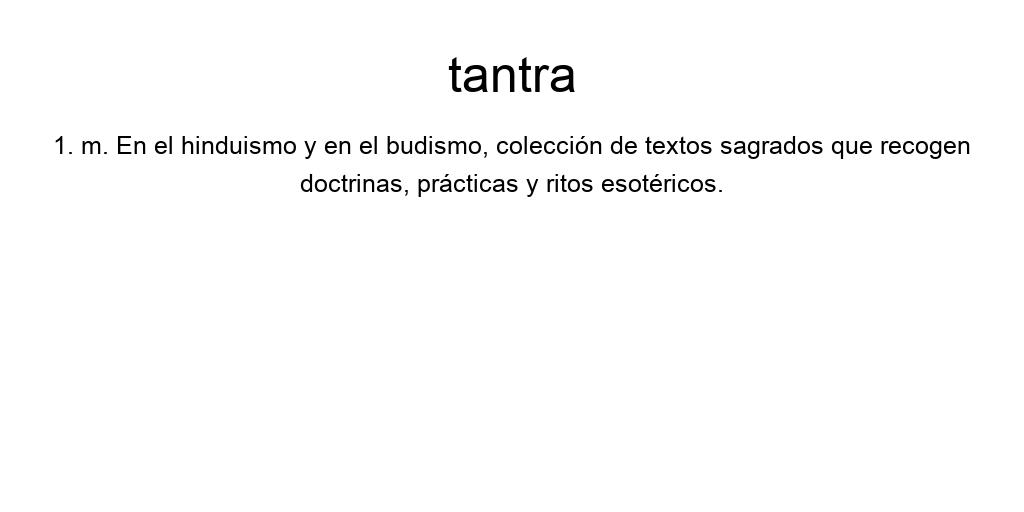 tantra
1. m. En el hinduismo y en el budismo, colección de textos sagrados que recogen
doctrinas, prácticas y ritos esotéricos.